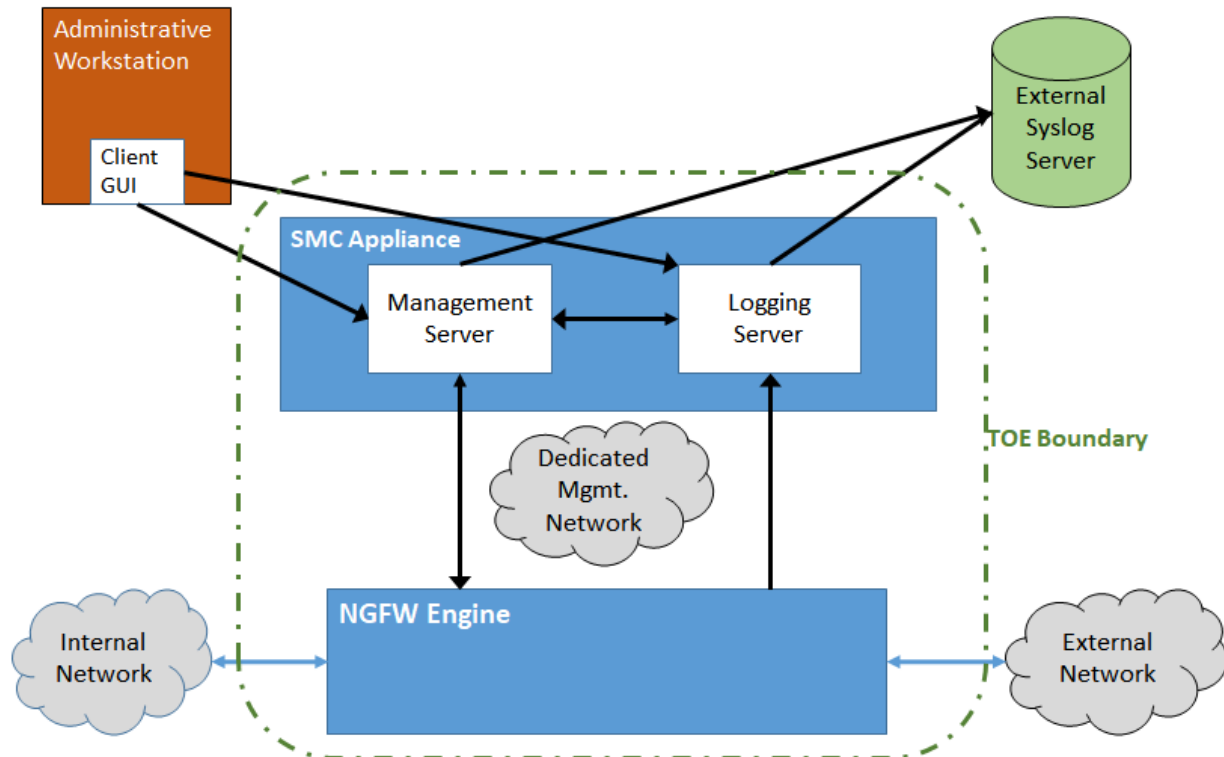 Administrative
Workstation
Client
GUI
External
Syslog
Server
SMC Appliance
Management
Server
Logging
Server
TOE Boundary
Dedicated
Mgmt.
Network
NGFW Engine
Internal
Network
External
Network